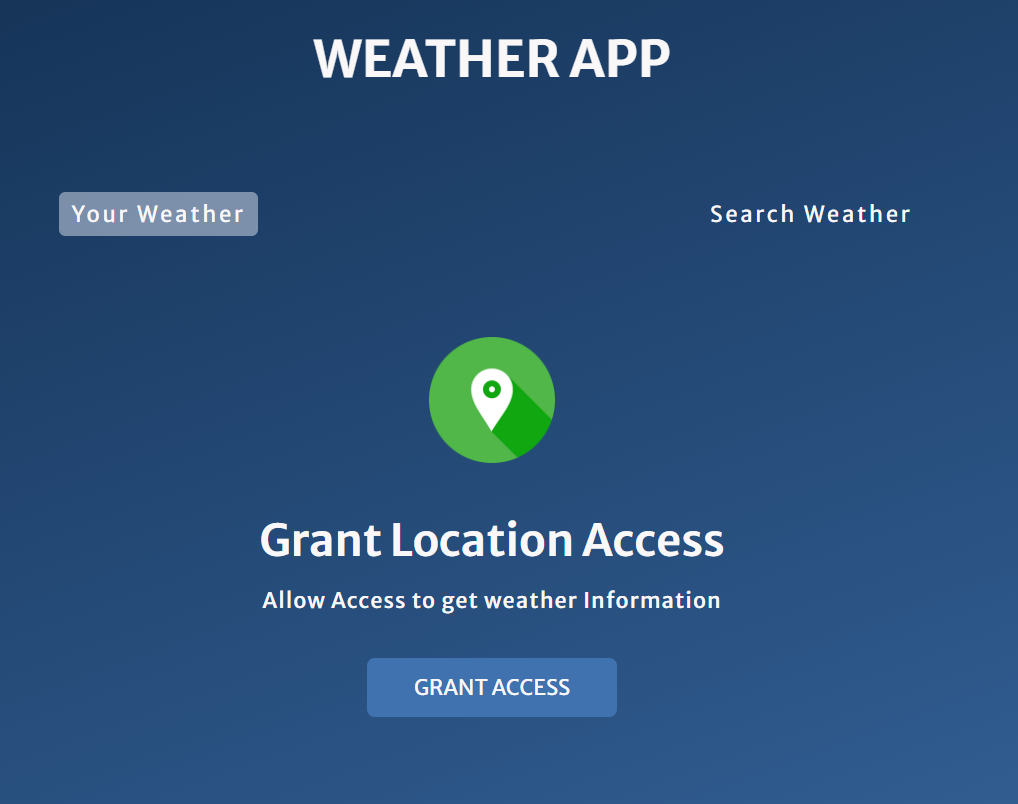 WEATHER APP
Your Weather
Search Weather
Grant Location Access
Allow Access to get weather Information
GRANT ACCESS